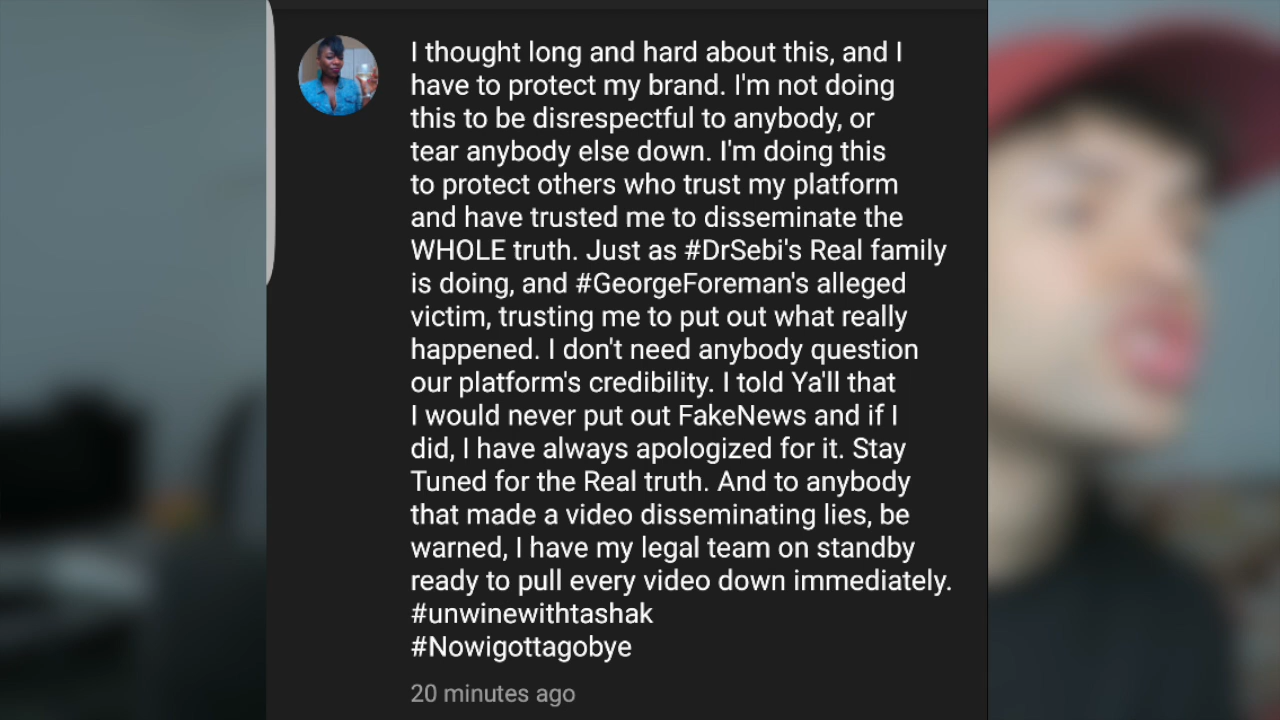 I thought long and hard about this, and I
have to protect my brand. I'm not doing
this to be disrespectful to anybody, or
tear anybody else down. I'm doing this
to protect others who trust my platform
and have trusted me to disseminate the
WHOLE truth. Just as #DrSebi's Real family
is doing, and #GeorgeForeman's alleged
victim, trusting me to put out what really
happened. I don't need anybody question
our platform's credibility. I told Ya'll that
I would never put out FakeNews and if I
did, I have always apologized for it. Stay
Tuned for the Real truth. And to anybody
that made a video disseminating lies, be
warned, I have my legal team on standby
ready to pull every video down immediately.
#unwinewithtashak
#Nowigottagobye
20 minutes ago